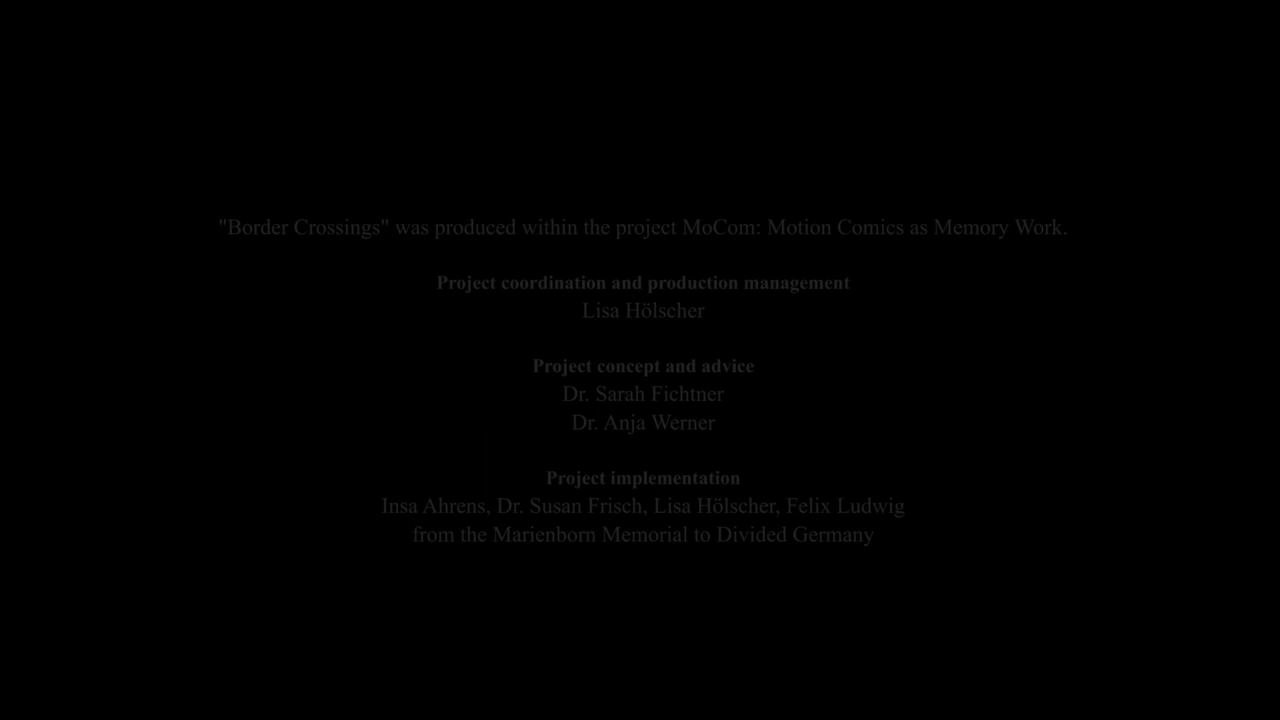 "Border Crossings" was produced within the project MoCom: Motion Comics as Memory Work.
Project coordination and production management
Lisa Hölscher
Project concept and advice
Dr. Sarah Fichtner
Dr. Anja Werner
Project implementation
Insa Ahrens, Dr. Susan Frisch, Lisa Hölscher, Felix Ludwig
from the Marienborn Memorial to Divided Germany